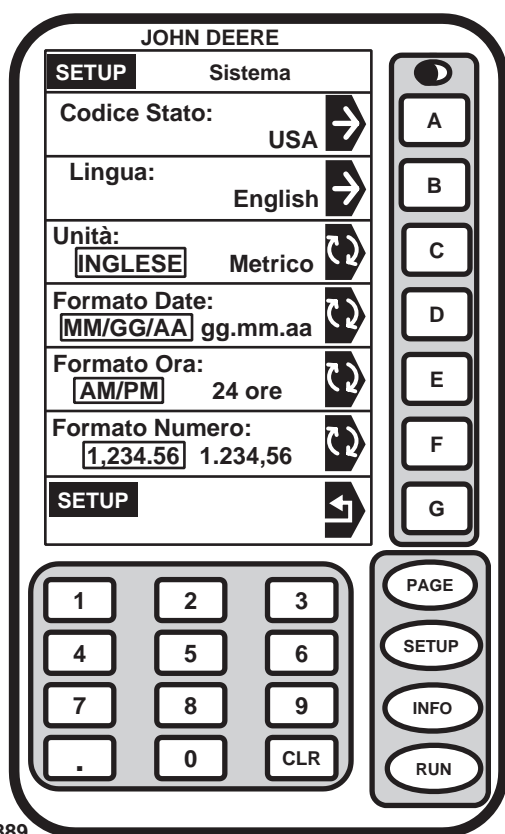 JOHN DEERE
SETUP Sistema
Codice Stato:
USA
A
Lingua:
English
B
Unità:
INGLESE Metrico
C
Formato Date:
MM/GG/AA gg.mm.aa
D
Formato Ora:
AM/PM 24 ore
E
Formato Numero:
1,234.56 1.234,56
F
SETUP
G
1 2 3
4 5 6
7 8 9
. 0 CLR
PAGE
SETUP
INFO
RUN